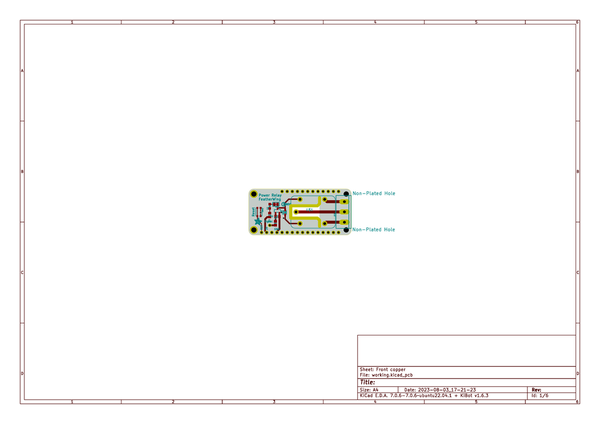 1 2 3 4 5 6
A A
Power Relay
FeatherWing
Non-Plated Hole
B B
Non-Plated Hole
C C
Sheet: Front copper
File: working.kicad_pcb
Title:
D D
Size: A4 Date: 2023-08-03_17-21-23 Rev:
KiCad E.D.A. 7.0.6-7.0.6~ubuntu22.04.1 + KiBot v1.6.3 Id: 1/6
1 2 3 4 5 6